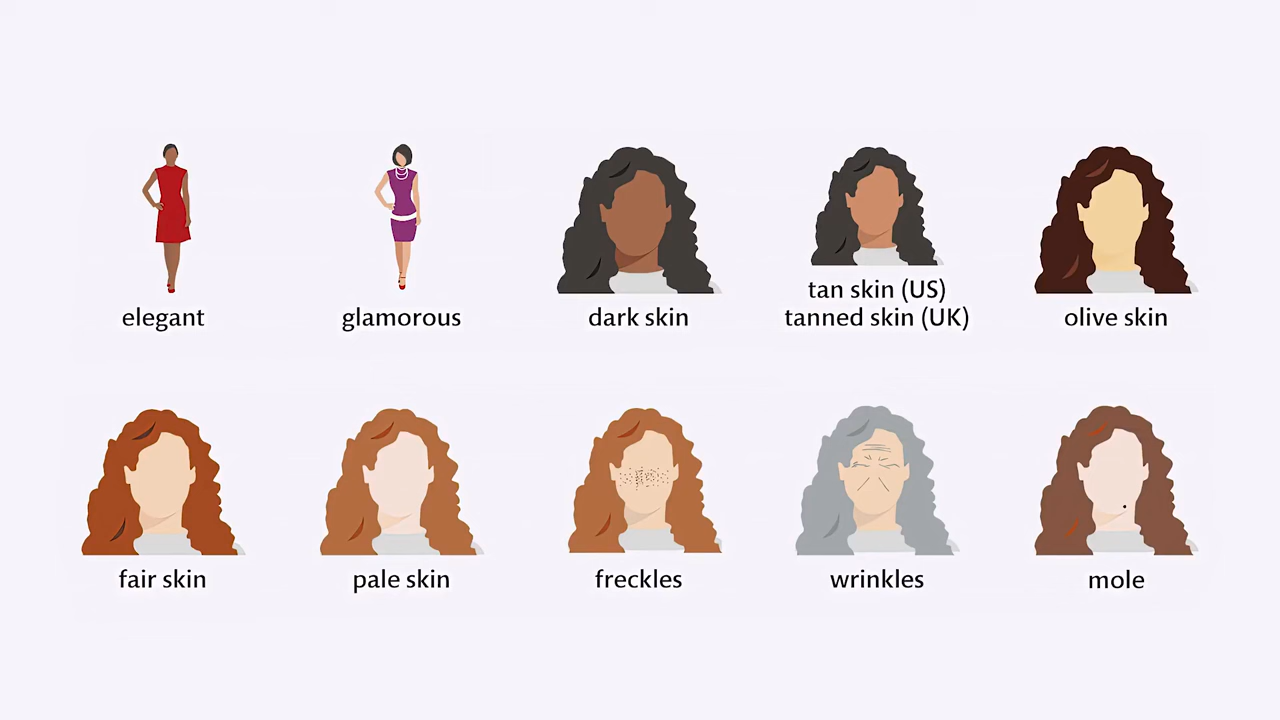 elegant
glamorous
dark skin
tan skin (US)
tanned skin (UK)
olive skin
fair skin
pale skin
freckles
wrinkles
mole